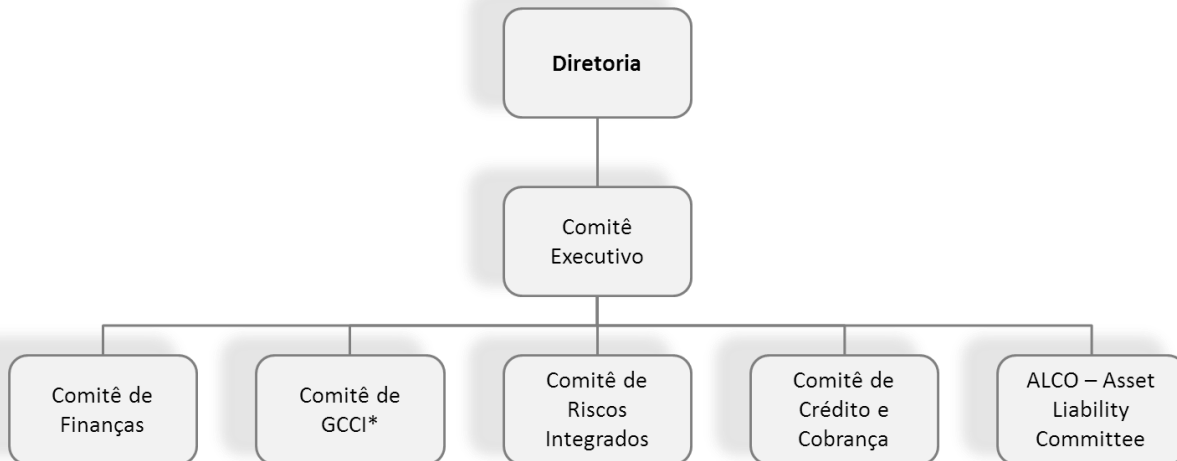 Diretoria
Comitê
Executivo
Comitê de
Finanças
Comitê de
GCCI*
Comitê de
Riscos
Integrados
Comitê de
Crédito e
Cobrança
ALCO – Asset
Liability
Committee